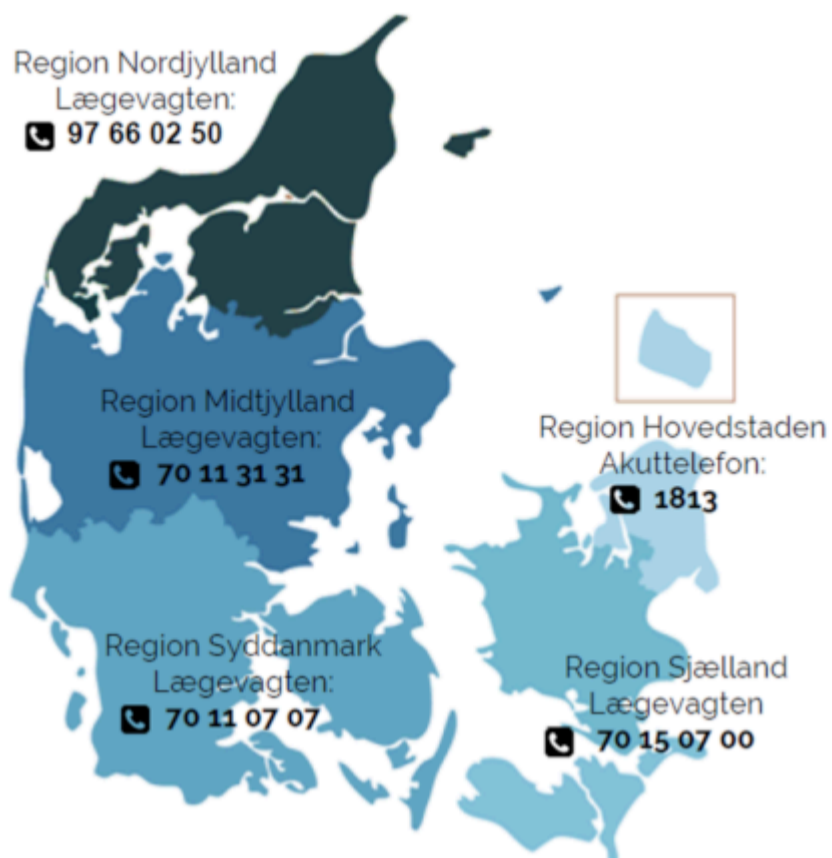 Region Nordjylland
Lægevagten:
97 66 02 50
Region Midtjylland
Lægevagten:
70 11 31 31
Region Hovedstaden
Akuttelefon:
1813
Region Syddanmark
Lægevagten:
70 11 07 07
Region Sjælland
Lægevagten
70 15 07 00